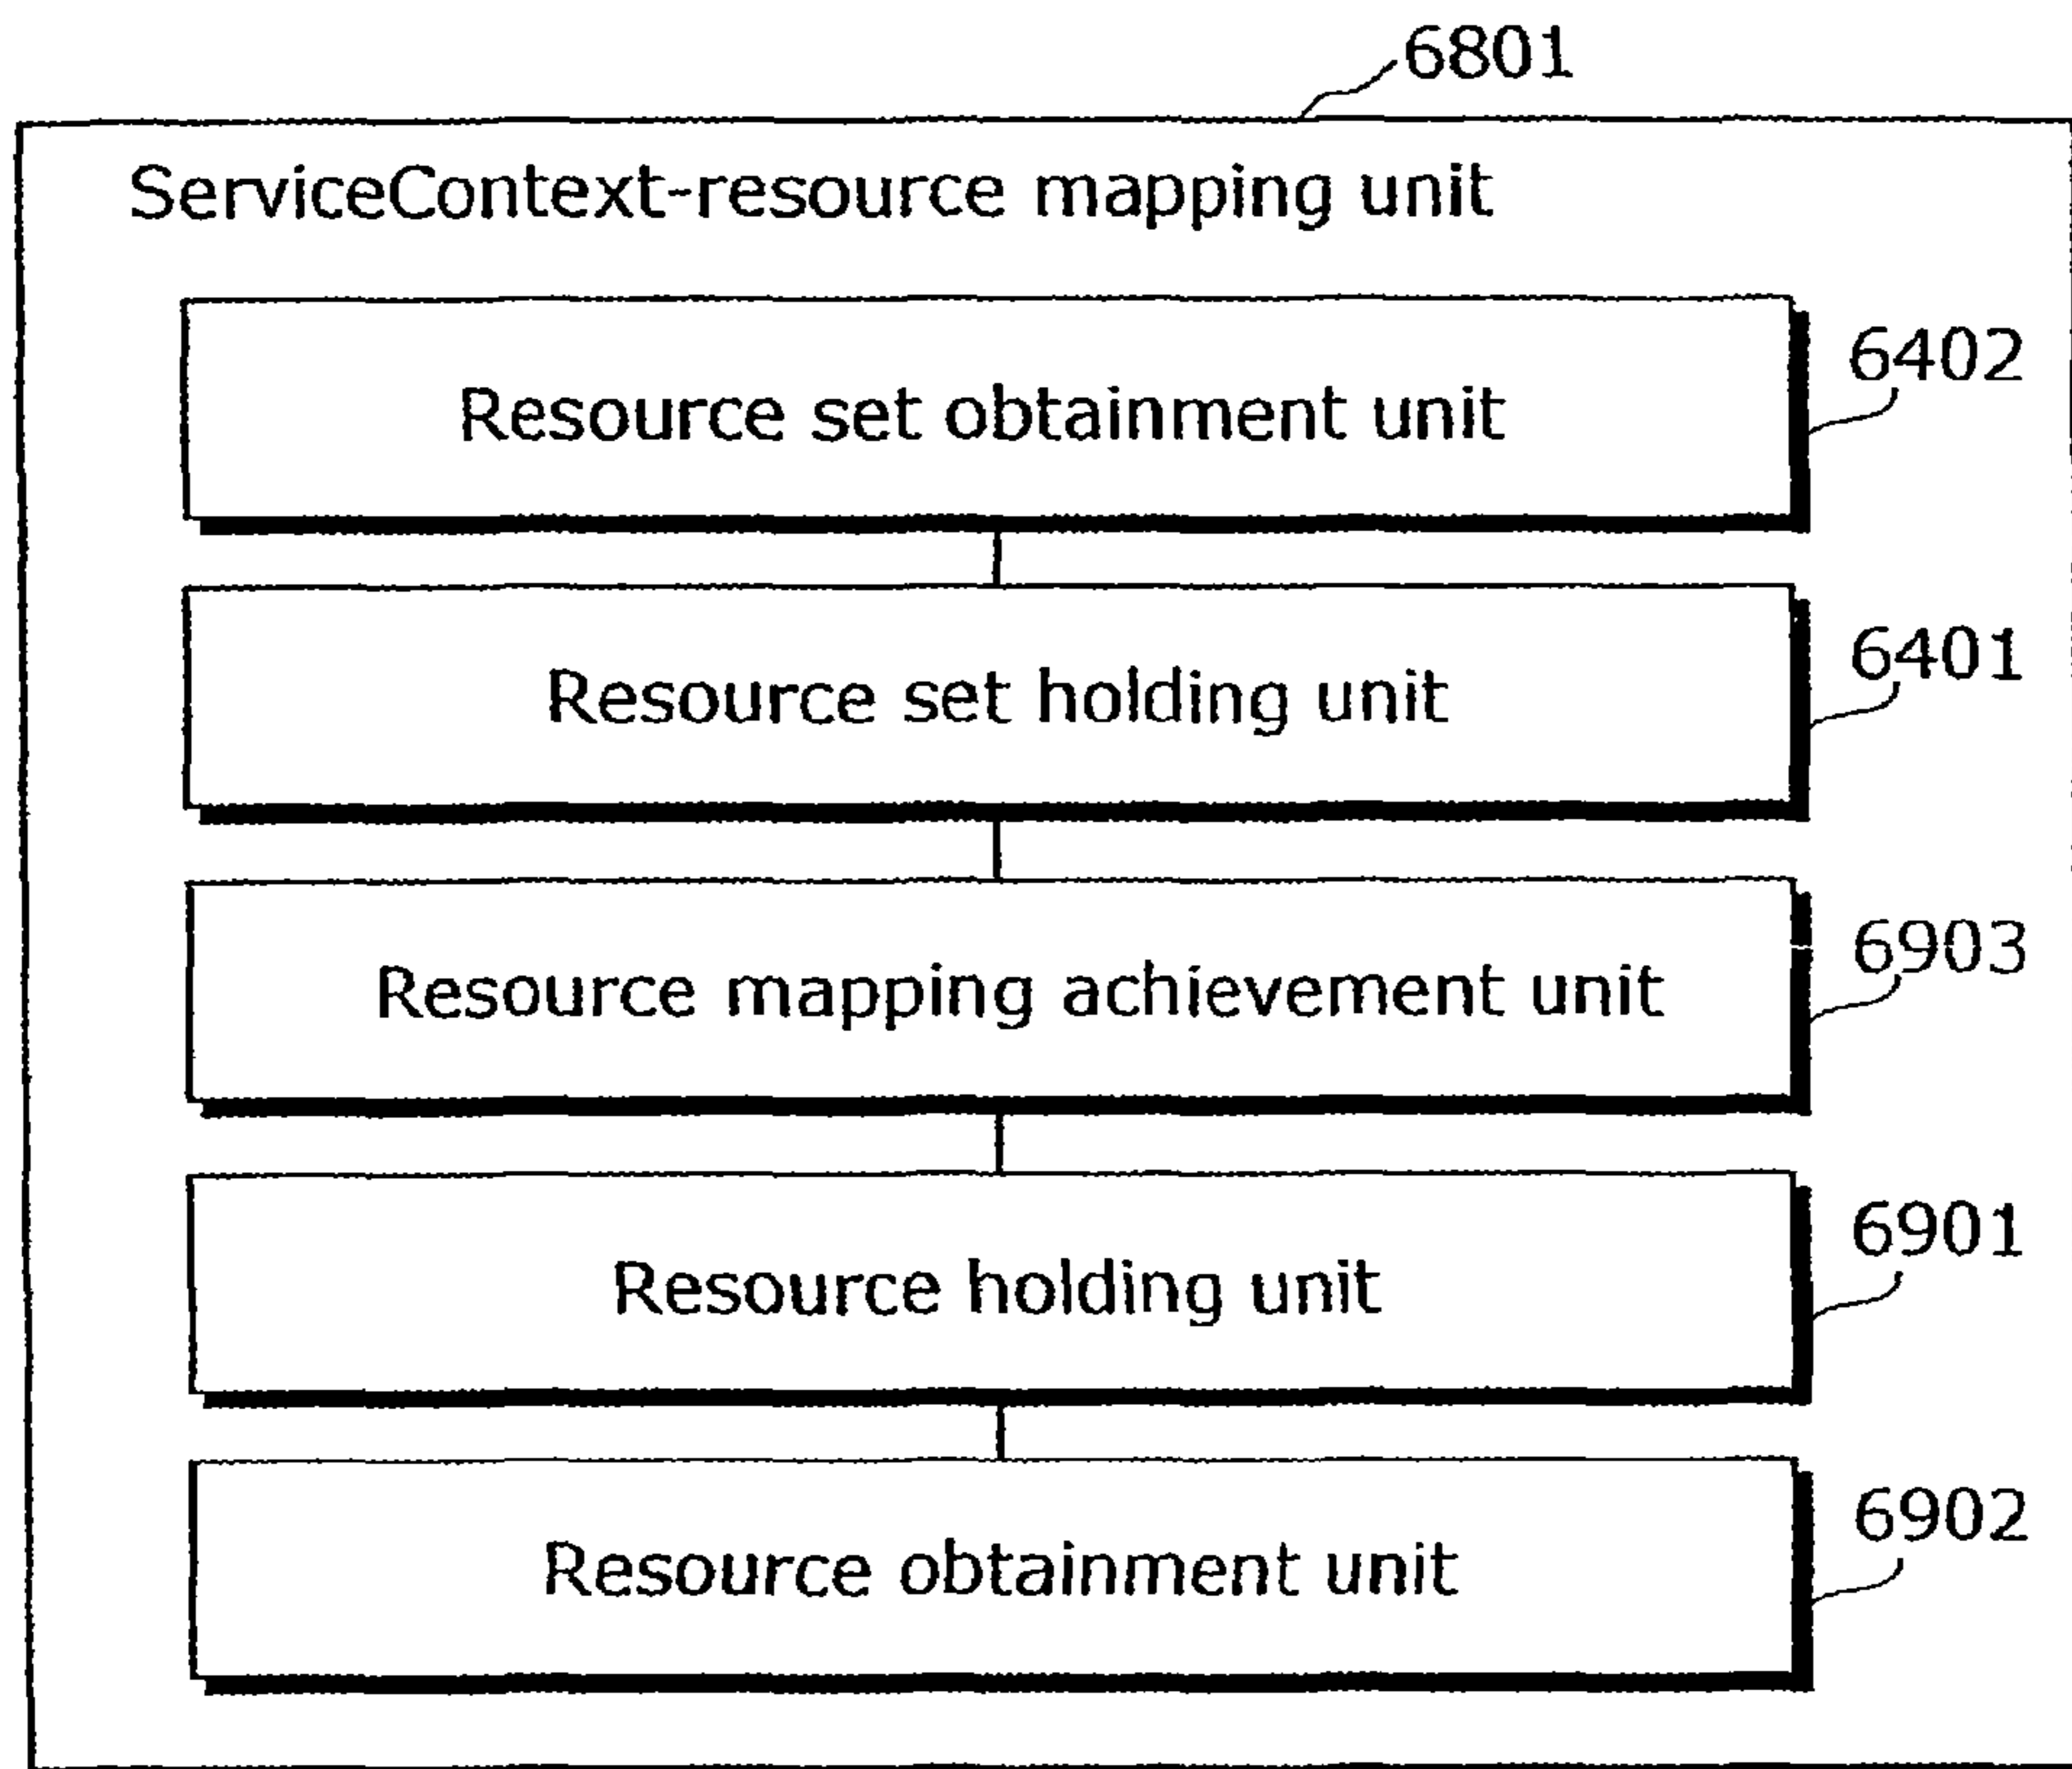 6801
ServiceContext-resource mapping unit
Resource set obtainment unit
6402
Resource set holding unit
6401
Resource mapping achievement unit
6903
Resource holding unit
6901
Resource obtainment unit
6902